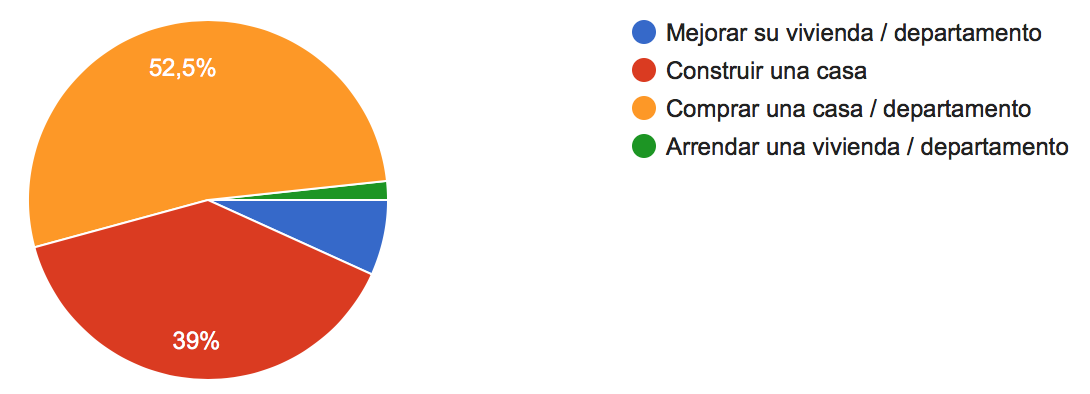 52,5%
39%
Mejorar su vivienda / departamento
Construir una casa
Comprar una casa / departamento
Arrendar una vivienda / departamento